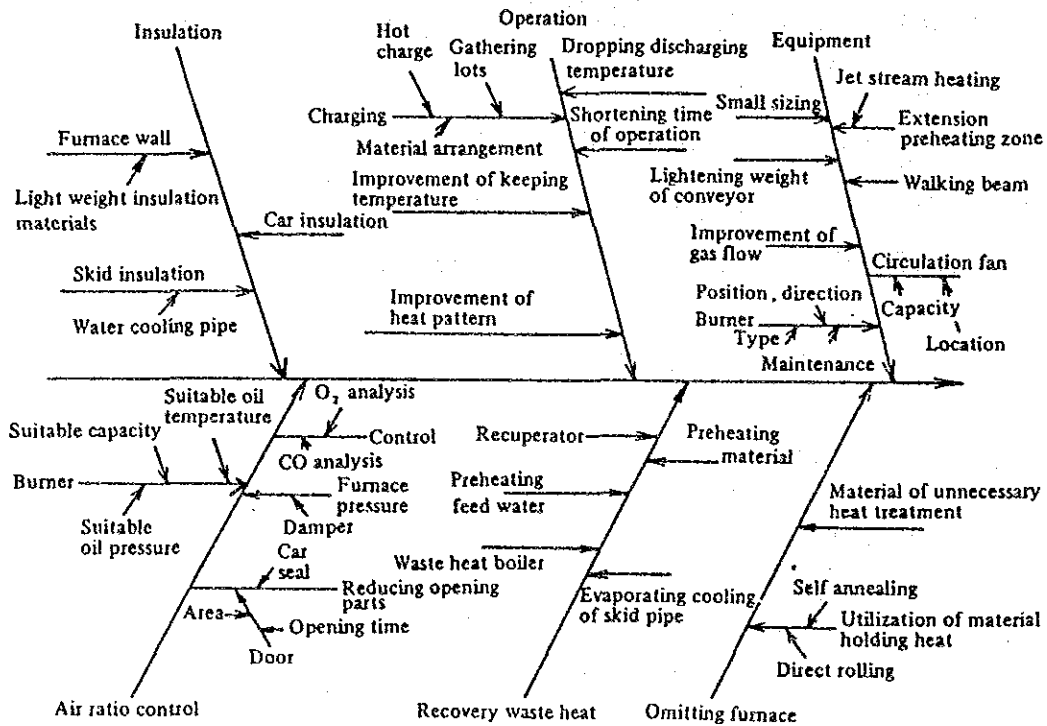 Insulation
Operation
Equipment
Hot
charge
Gathering
lots
Dropping discharging
temperature
Jet stream heating
Charging
Shortening time
of operation
Small sizing
Extension
preheating zone
Furnace wall
Material arrangement
Light weight insulation
materials
Improvement of keeping
temperature
Lightening weight
of conveyor
Walking beam
Car insulation
Improvement of
gas flow
Skid insulation
Circulation fan
Water cooling pipe
Improvement of
heat pattern
Position, direction
Burner
Type
Capacity
Location
Maintenance
O2 analysis
Suitable oil
temperature
Suitable capacity
Control
CO analysis
Recuperator
Preheating
material
Burner
Furnace
pressure
Preheating
feed water
Material of unnecessary
heat treatment
Suitable
oil pressure
Damper
Car
seal
Waste heat boiler
Reducing opening
parts
Evaporating cooling
of skid pipe
Self annealing
Area
Opening time
Utilization of material
holding heat
Door
Direct rolling
Air ratio control
Recovery waste heat
Omitting furnace